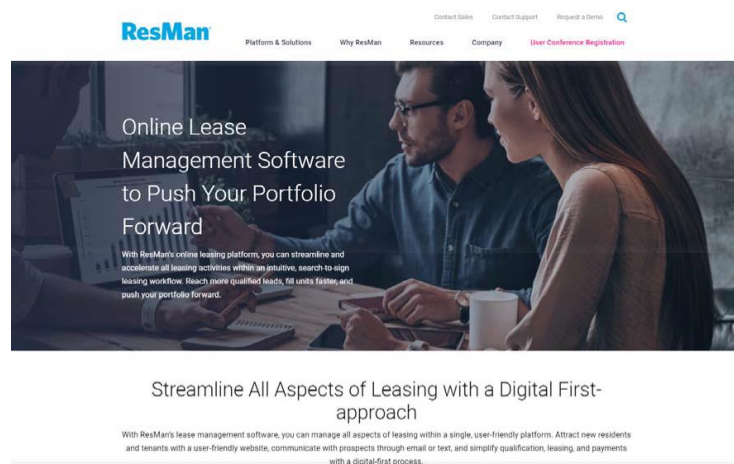 Contact Sales Contact Support Request a Demo
ResMan
Platform & Solutions Why ResMan Resources Company User Conference Registration
Online Lease
Management Software
to Push Your Portfolio
Forward
With ResMan's online leasing platform, you can streamline and
accelerate all leasing activities within an intuitive, search-to-sign
leasing workflow. Reach more qualified leads, fill units faster, and
push your portfolio forward.
Streamline All Aspects of Leasing with a Digital First-
approach
With ResMan's lease management software, you can manage all aspects of leasing within a single, user-friendly platform. Attract new residents
and tenants with a user-friendly website, communicate with prospects through email or text, and simplify qualification, leasing, and payments
with a digital-first process.